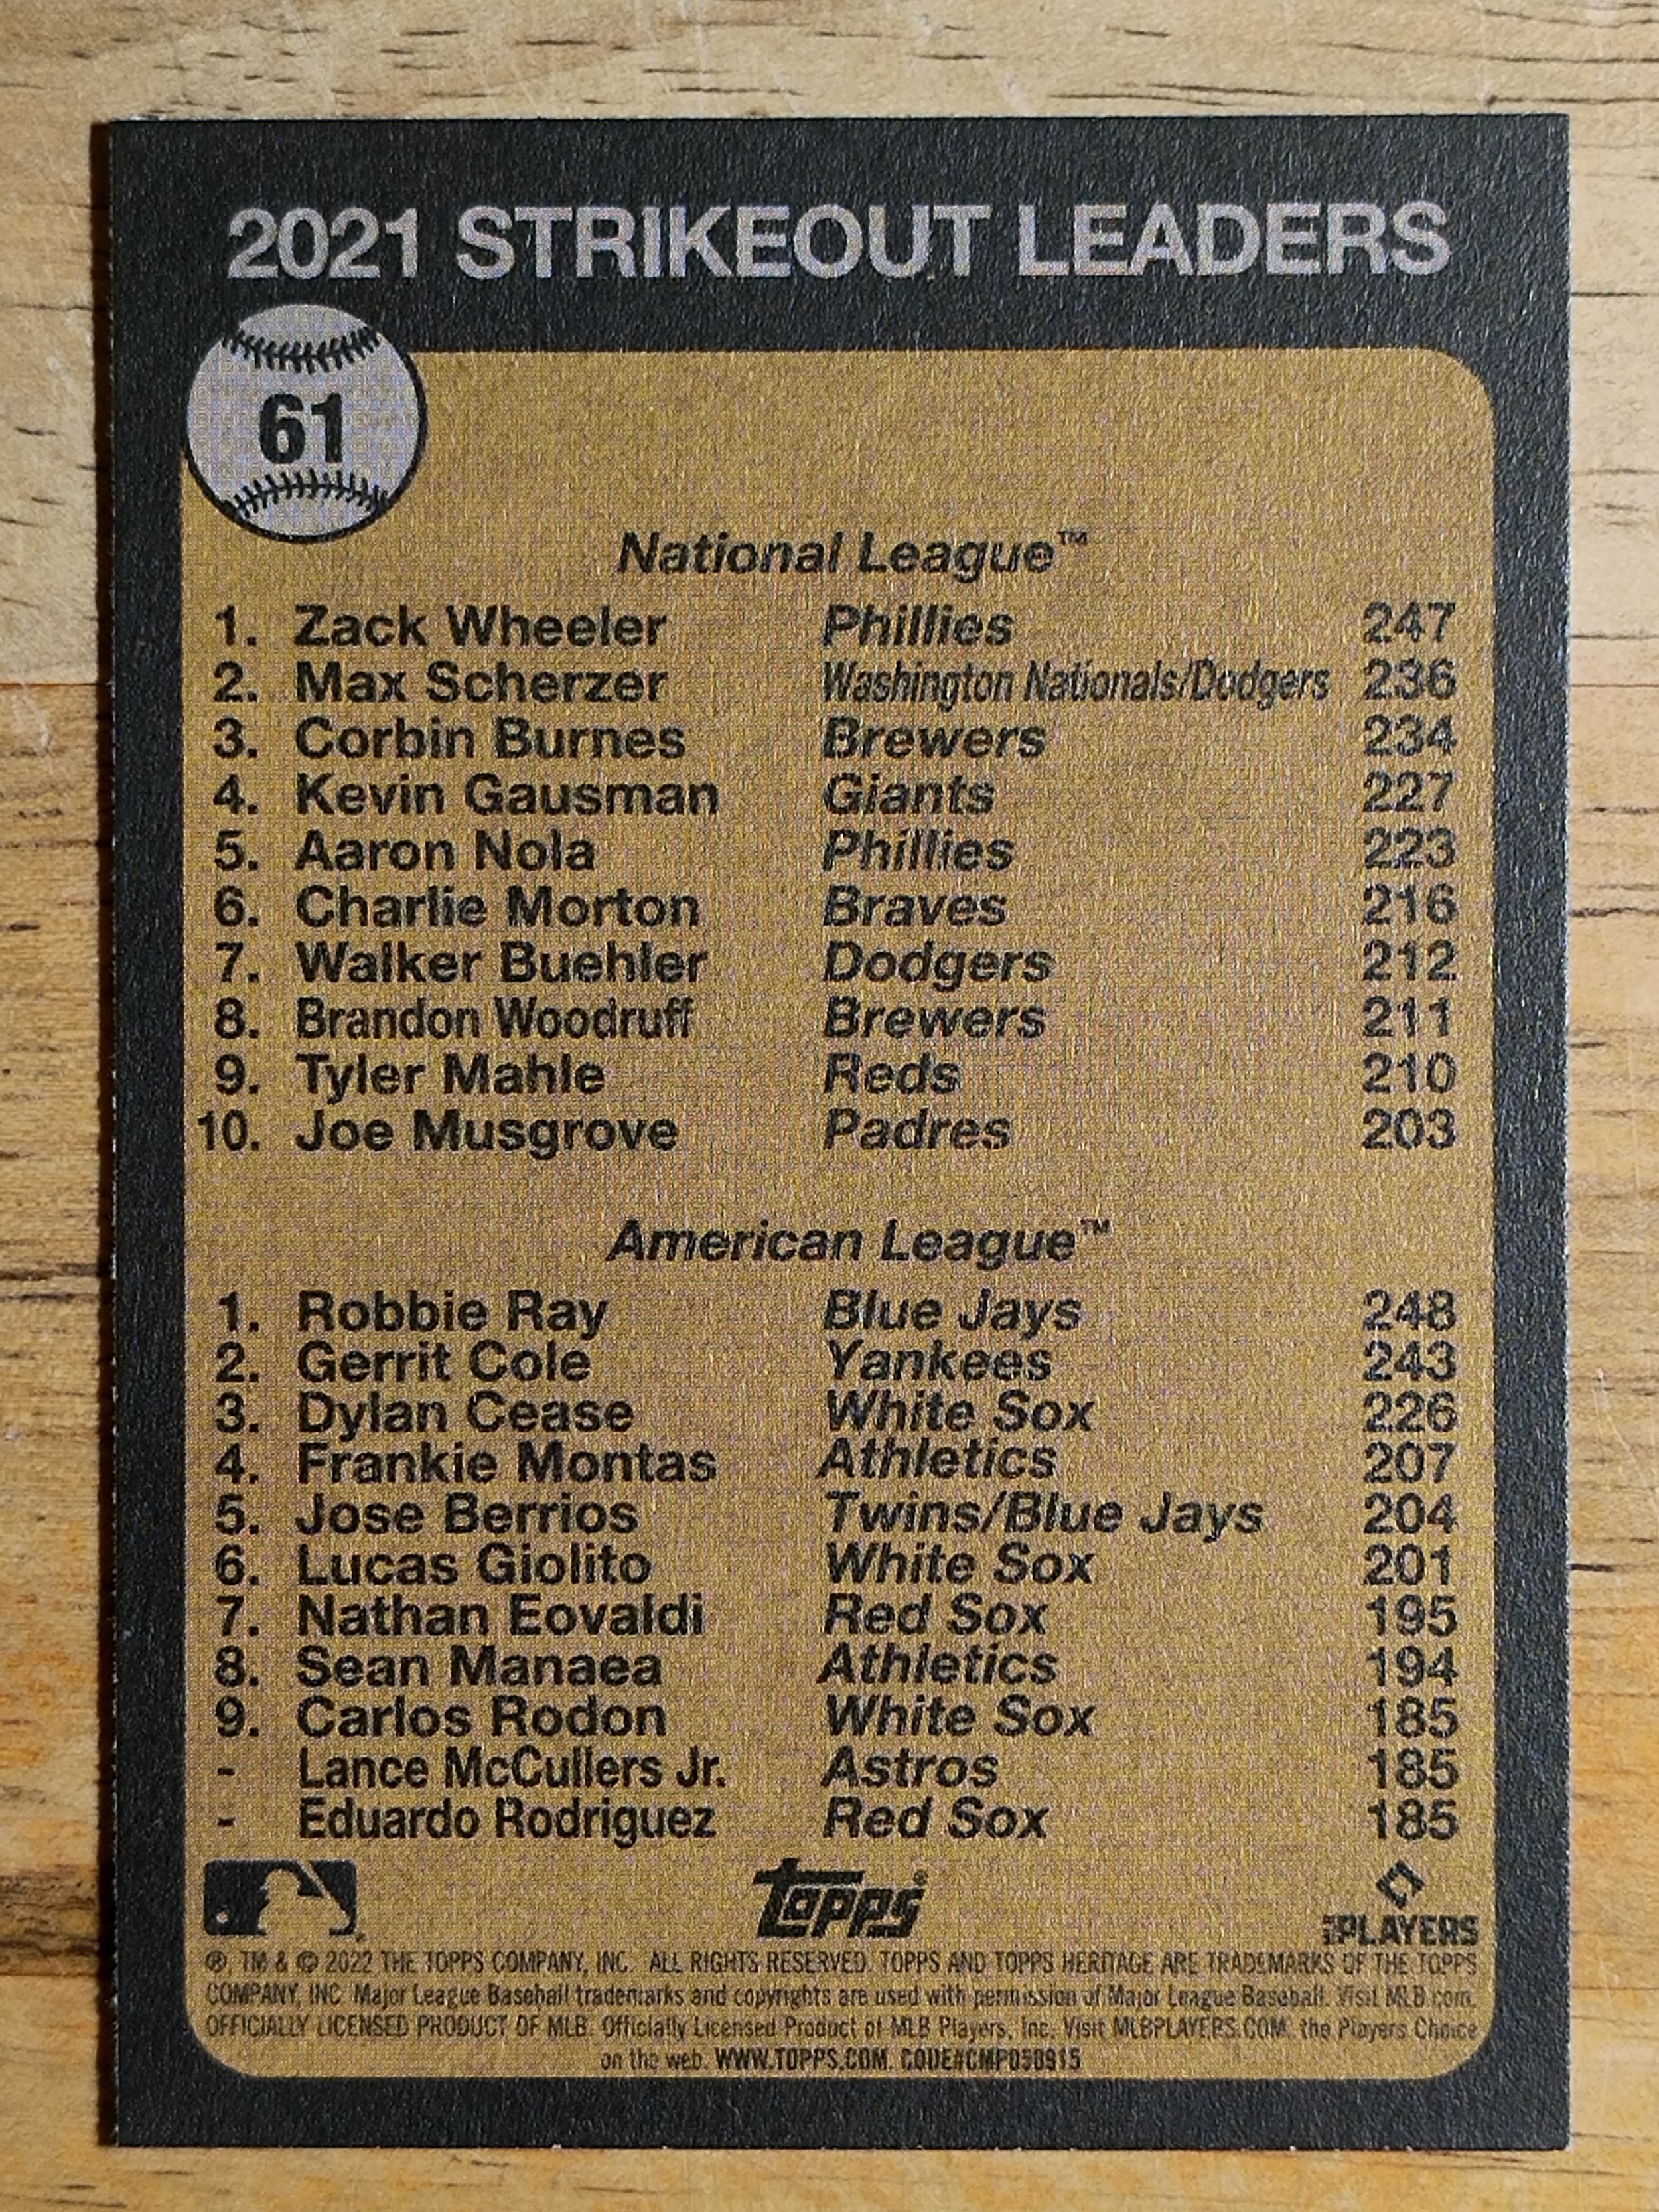 2021 STRIKEOUT LEADERS
61
National League™
1. Zack Wheeler Phillies 247
2. Max Scherzer Washington Nationals/Dodgers 236
3. Corbin Burnes Brewers 234
4. Kevin Gausman Giants 227
5. Aaron Nola Phillies 223
6. Charlie Morton Braves 216
7. Walker Buehler Dodgers 212
8. Brandon Woodruff Brewers 211
9. Tyler Mahle Reds 210
10. Joe Musgrove Padres 203
American League™
1. Robbie Ray Blue Jays 248
2. Gerrit Cole Yankees 243
3. Dylan Cease White Sox 226
4. Frankie Montas Athletics 207
5. Jose Berrios Twins/Blue Jays 204
6. Lucas Giolito White Sox 201
7. Nathan Eovaldi Red Sox 195
8. Sean Manaea Athletics 194
9. Carlos Rodon White Sox 185
- Lance McCullers Jr. Astros 185
- Eduardo Rodriguez Red Sox 185
Topps® PLAYERS
®, TM & © 2022 THE TOPPS COMPANY, INC. ALL RIGHTS RESERVED. TOPPS AND TOPPS HERITAGE ARE TRADEMARKS OF THE TOPPS
COMPANY, INC. Major League Baseball trademarks and copyrights are used with permission of Major League Baseball. Visit MLB.com.
OFFICIALLY LICENSED PRODUCT OF MLB. Officially Licensed Product of MLB Players, Inc. Visit MLBPLAYERS.COM, the Players Choice
on the web. WWW.TOPPS.COM. CODE#CMP050915